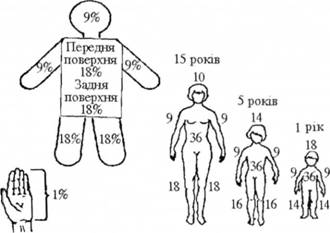 9%
Передня
поверхня
9% 18% 9%
Задня
поверхня
18%
18% 18%
1%
15 років
10
9 9
36
18 18
5 років
14
9 9
36
16 16
1 рік
18
9 36 9
14 14